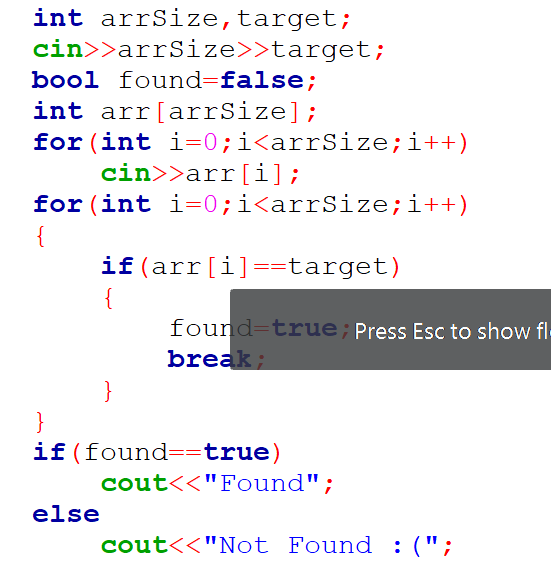 int arrSize,target;
cin>>arrSize>>target;
bool found=false;
int arr[arrSize];
for(int i=0;i<arrSize;i++)
    cin>>arr[i];
for(int i=0;i<arrSize;i++)
{
    if(arr[i]==target)
    {
        found=true;
Press Esc to show fl
        break;
    }
}
if(found==true)
    cout<<"Found";
else
    cout<<"Not Found :(";